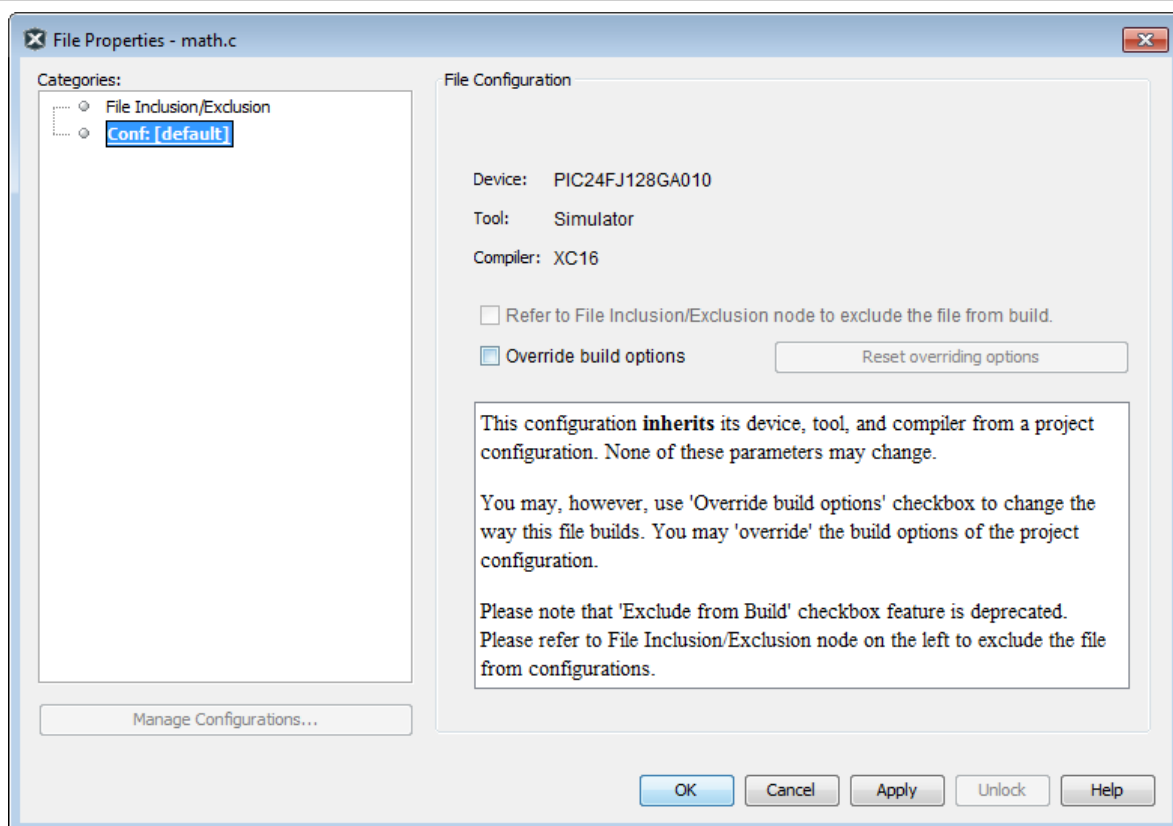 File Properties - math.c
Categories:
File Inclusion/Exclusion
Conf: [default]
File Configuration
Device: PIC24FJ128GA010
Tool: Simulator
Compiler: XC16
Refer to File Inclusion/Exclusion node to exclude the file from build.
Override build options
Reset overriding options
This configuration inherits its device, tool, and compiler from a project
configuration. None of these parameters may change.
You may, however, use 'Override build options' checkbox to change the
way this file builds. You may 'override' the build options of the project
configuration.
Please note that 'Exclude from Build' checkbox feature is deprecated.
Please refer to File Inclusion/Exclusion node on the left to exclude the file
from configurations.
Manage Configurations...
OK Cancel Apply Unlock Help